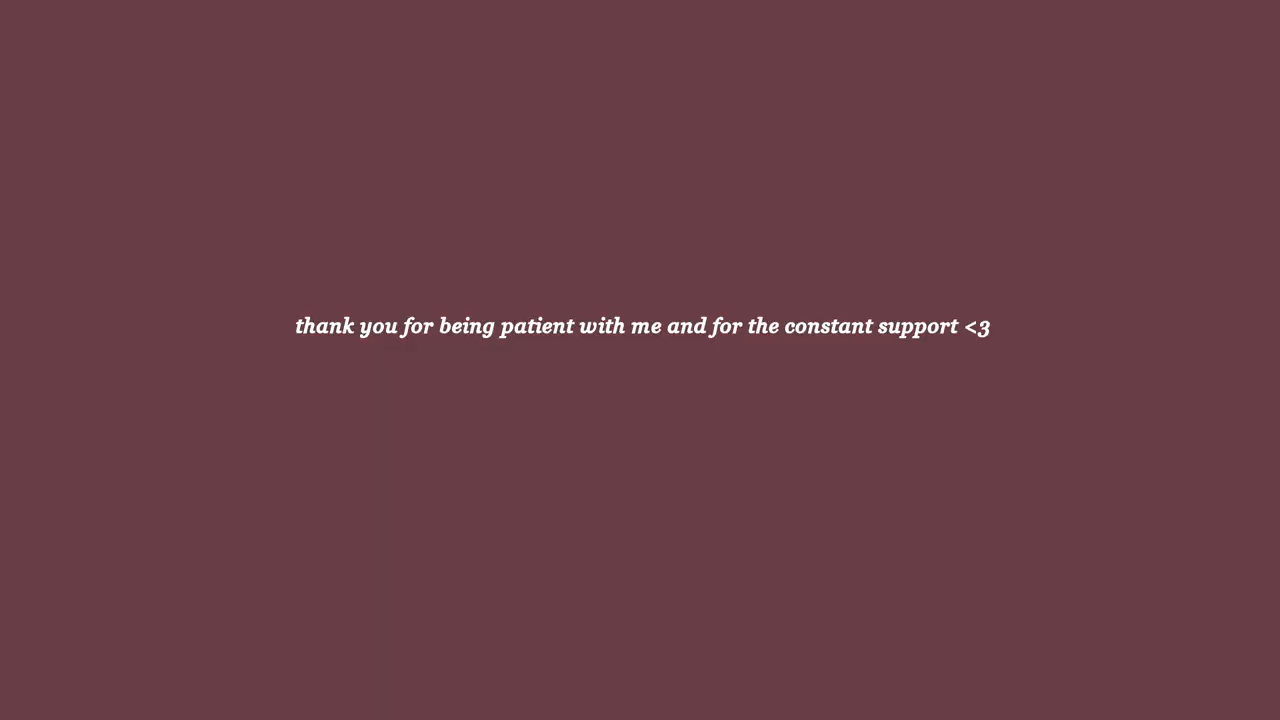 thank you for being patient with me and for the constant support <3